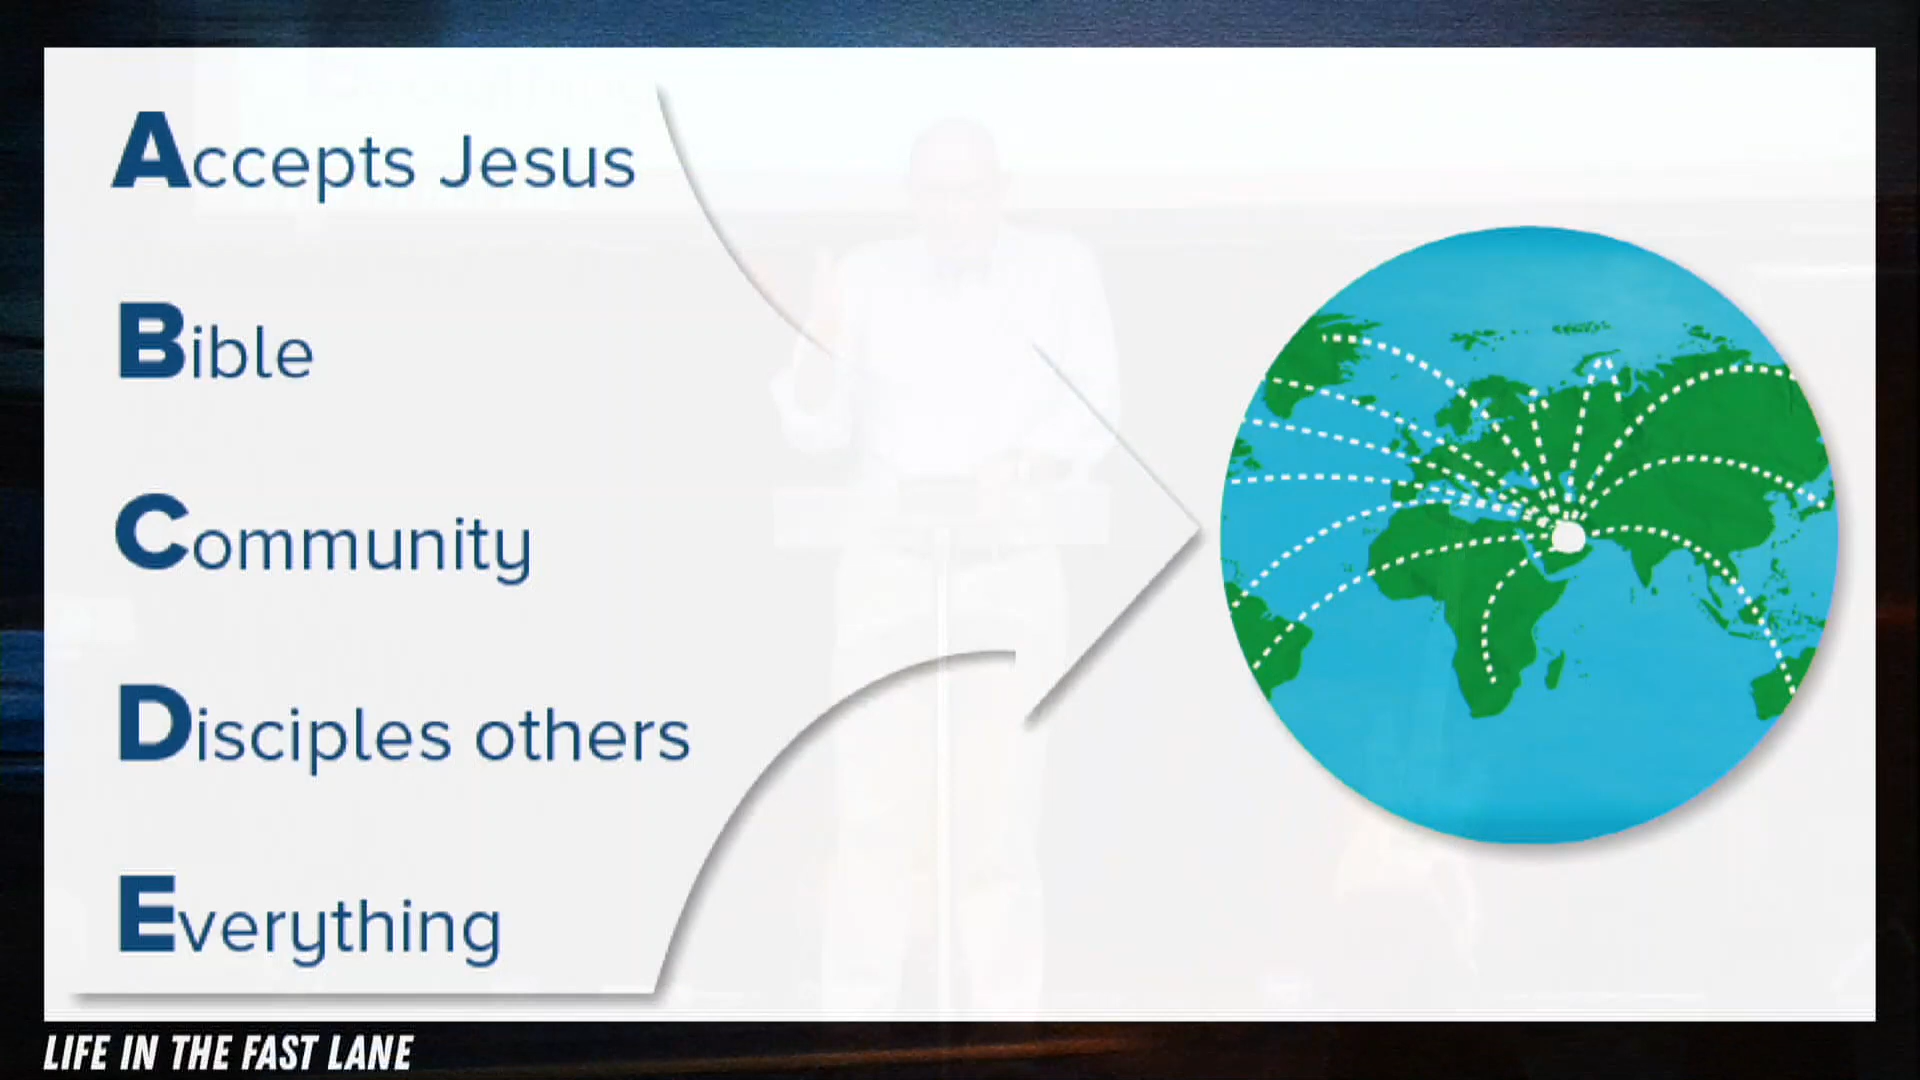 Accepts Jesus
Bible
Community
Disciples others
Everything
LIFE IN THE FAST LANE